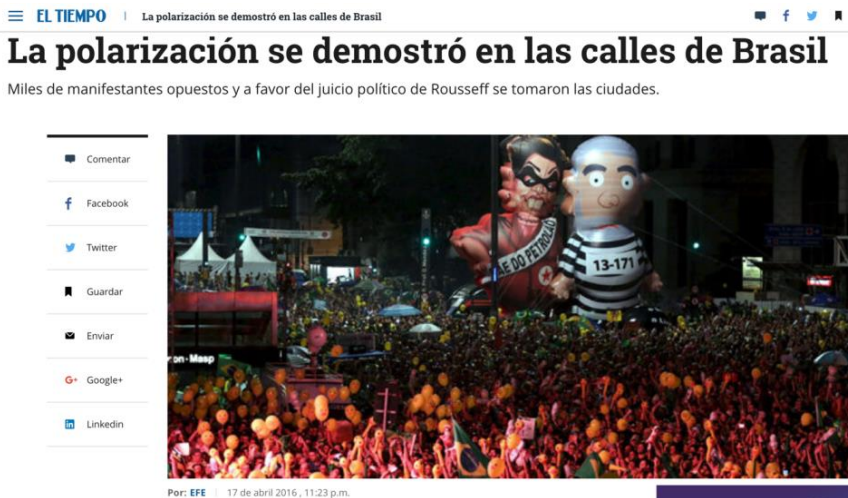 EL TIEMPO | La polarización se demostró en las calles de Brasil
La polarización se demostró en las calles de Brasil
Miles de manifestantes opuestos y a favor del juicio político de Rousseff se tomaron las ciudades.
Comentar
Facebook
Twitter
Guardar
Enviar
Google+
Linkedin
E DO PETROLÃO
13-171
on - Masp
Por: EFE | 17 de abril 2016 , 11:23 p.m.